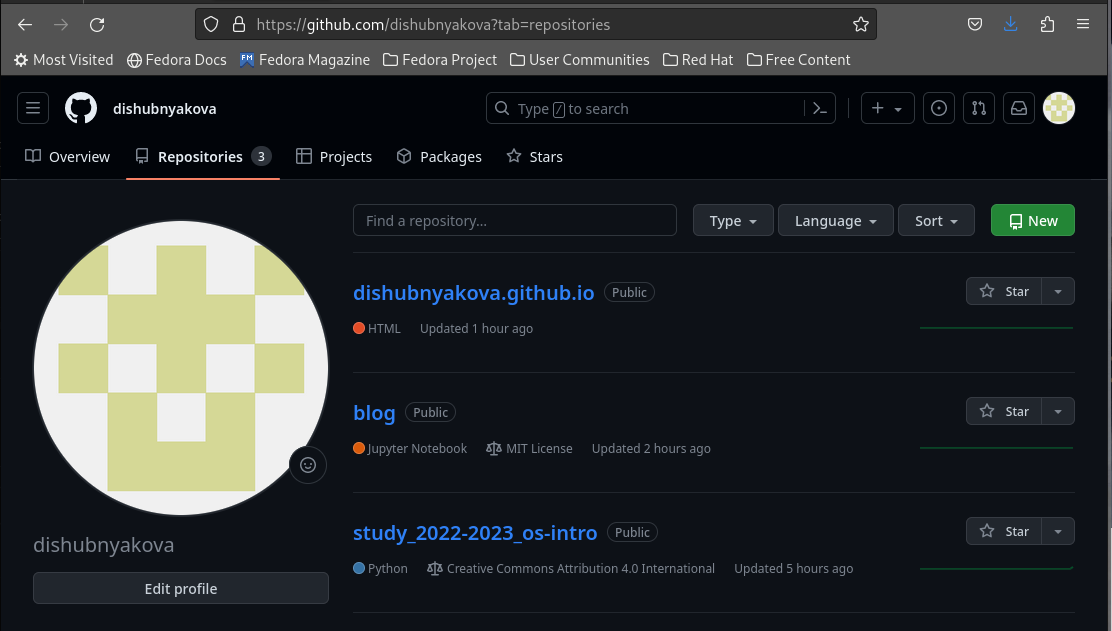 https://github.com/dishubnyakova?tab=repositories
Most Visited Fedora Docs FM Fedora Magazine Fedora Project User Communities Red Hat Free Content
dishubnyakova Type / to search
Overview Repositories 3 Projects Packages Stars
Find a repository... Type Language Sort New
dishubnyakova.github.io Public Star
HTML Updated 1 hour ago
blog Public Star
Jupyter Notebook MIT License Updated 2 hours ago
study_2022-2023_os-intro Public Star
dishubnyakova
Python Creative Commons Attribution 4.0 International Updated 5 hours ago
Edit profile